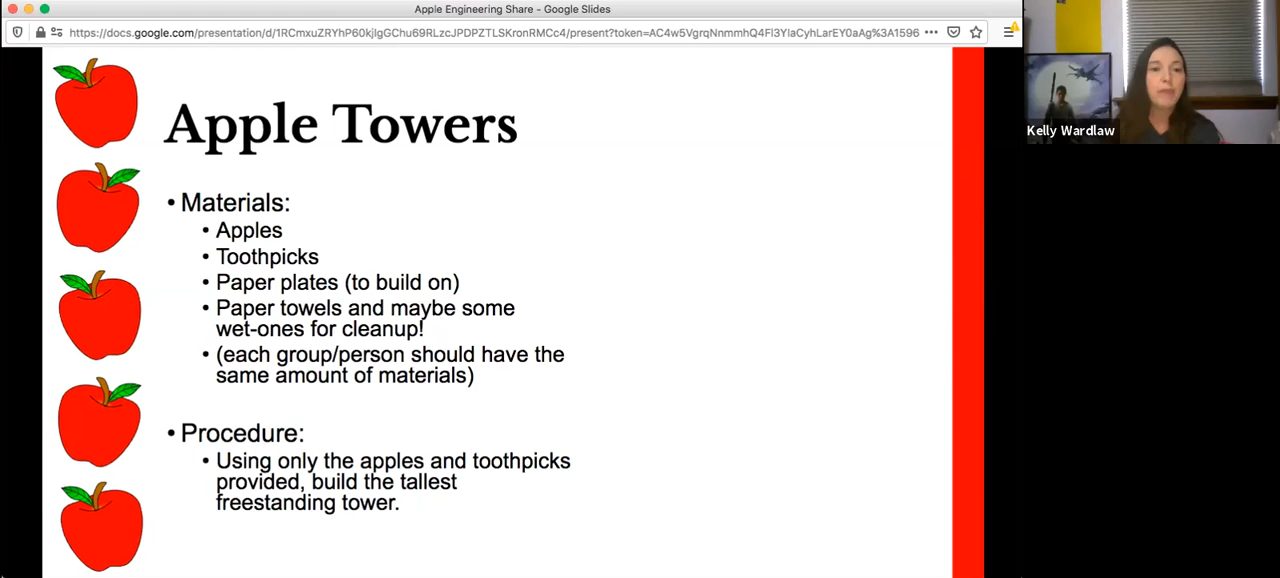 Apple Engineering Share - Google Slides
https://docs.google.com/presentation/d/1RCmxuZRYhP60kjIgGChu69RLzcJPDPZTLSKronRMCc4/present?token=AC4w5VgrqNnmmhQ4Fl3YlaCyhLarEY0aAg%3A1596
Kelly Wardlaw
Apple Towers
• Materials:
• Apples
• Toothpicks
• Paper plates (to build on)
• Paper towels and maybe some
wet-ones for cleanup!
• (each group/person should have the
same amount of materials)
• Procedure:
• Using only the apples and toothpicks
provided, build the tallest
freestanding tower.